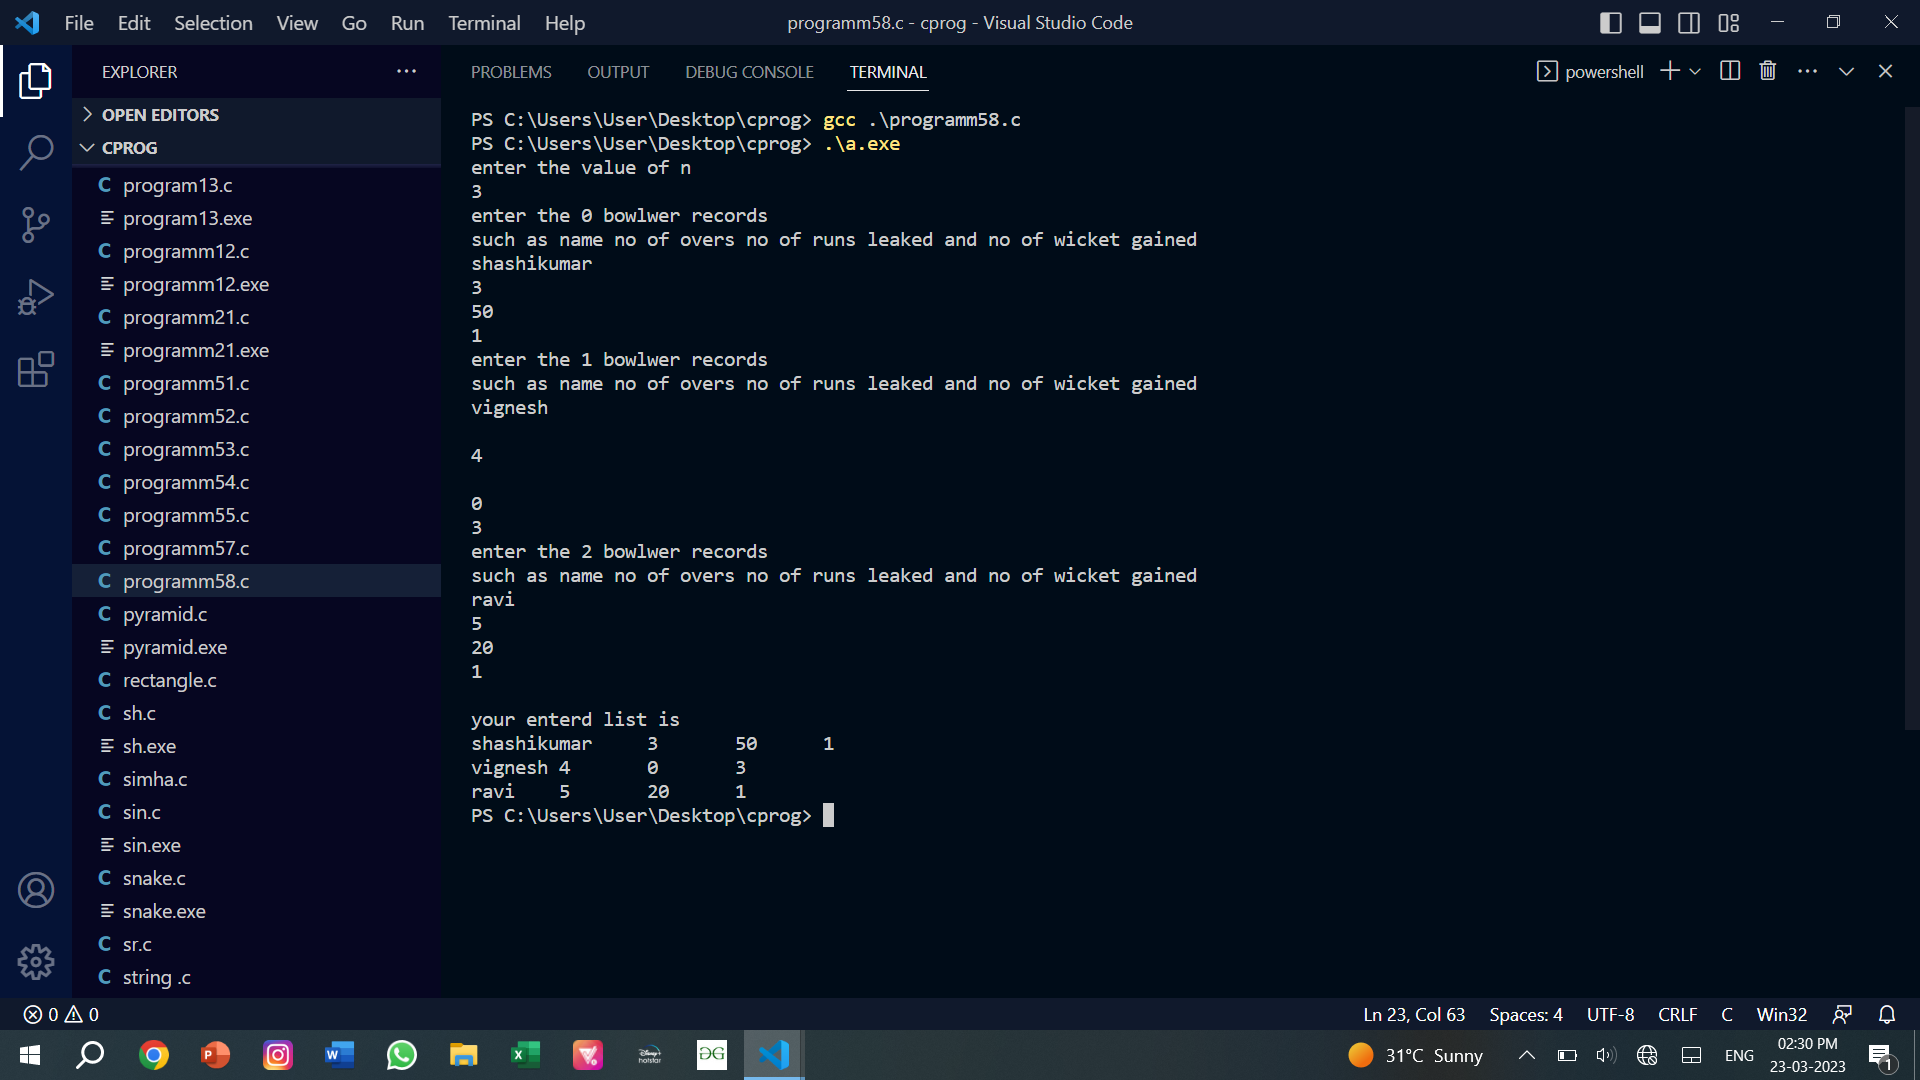 File Edit Selection View Go Run Terminal Help programm58.c - cprog - Visual Studio Code
EXPLORER
OPEN EDITORS
CPROG
program13.c
program13.exe
programm12.c
programm12.exe
programm21.c
programm21.exe
programm51.c
programm52.c
programm53.c
programm54.c
programm55.c
programm57.c
programm58.c
pyramid.c
pyramid.exe
rectangle.c
sh.c
sh.exe
simha.c
sin.c
sin.exe
snake.c
snake.exe
sr.c
string .c
PROBLEMS OUTPUT DEBUG CONSOLE TERMINAL powershell
PS C:\Users\User\Desktop\cprog> gcc .\programm58.c
PS C:\Users\User\Desktop\cprog> .\a.exe
enter the value of n
3
enter the 0 bowlwer records
such as name no of overs no of runs leaked and no of wicket gained
shashikumar
3
50
1
enter the 1 bowlwer records
such as name no of overs no of runs leaked and no of wicket gained
vignesh
4
0
3
enter the 2 bowlwer records
such as name no of overs no of runs leaked and no of wicket gained
ravi
5
20
1
your enterd list is
shashikumar 3 50 1
vignesh 4 0 3
ravi 5 20 1
PS C:\Users\User\Desktop\cprog>
0 0 Ln 23, Col 63 Spaces: 4 UTF-8 CRLF C Win32
31°C Sunny ENG 02:30 PM
23-03-2023 1